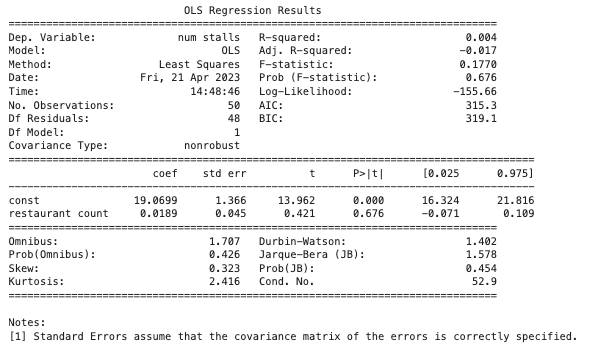 OLS Regression Results
==============================================================================
Dep. Variable:             num stalls   R-squared:                       0.004
Model:                            OLS   Adj. R-squared:                 -0.017
Method:                 Least Squares   F-statistic:                    0.1770
Date:                Fri, 21 Apr 2023   Prob (F-statistic):              0.676
Time:                        14:48:46   Log-Likelihood:                -155.66
No. Observations:                  50   AIC:                             315.3
Df Residuals:                      48   BIC:                             319.1
Df Model:                           1
Covariance Type:            nonrobust
====================================================================================
                       coef    std err          t      P>|t|      [0.025      0.975]
------------------------------------------------------------------------------------
const               19.0699      1.366     13.962      0.000      16.324      21.816
restaurant count     0.0189      0.045      0.421      0.676      -0.071       0.109
==============================================================================
Omnibus:                        1.707   Durbin-Watson:                   1.402
Prob(Omnibus):                  0.426   Jarque-Bera (JB):                1.578
Skew:                           0.323   Prob(JB):                        0.454
Kurtosis:                       2.416   Cond. No.                         52.9
==============================================================================

Notes:
[1] Standard Errors assume that the covariance matrix of the errors is correctly specified.